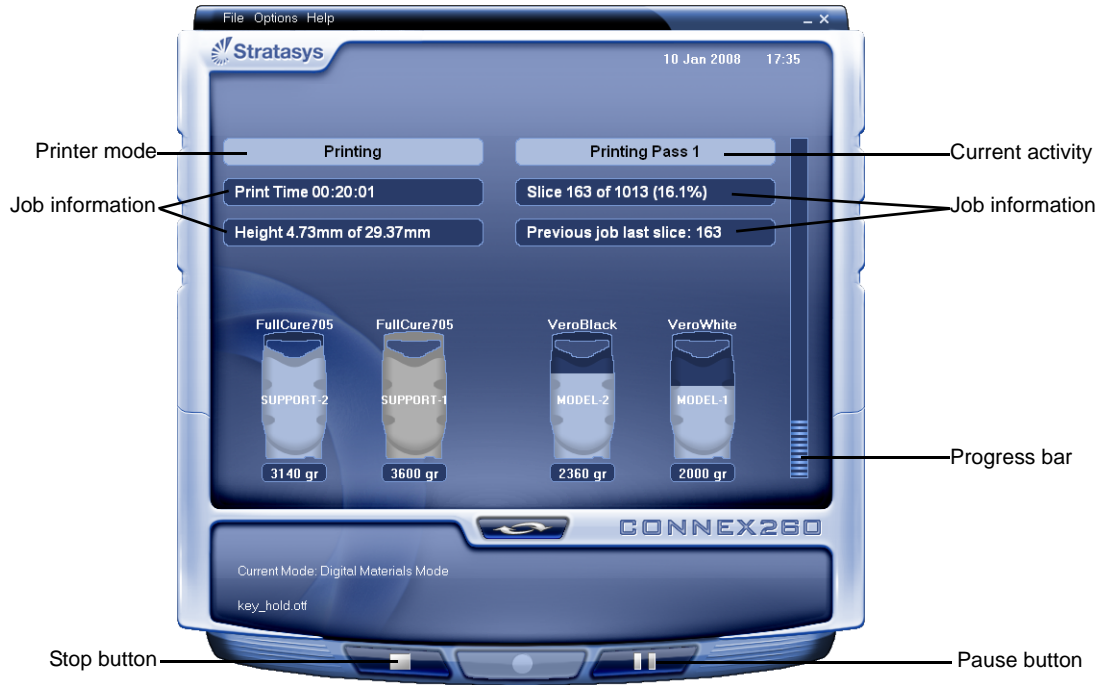 File Options Help
Stratasys
10 Jan 2008 17:35
Printer mode
Printing
Printing Pass 1
Current activity
Job information
Print Time 00:20:01
Slice 163 of 1013 (16.1%)
Job information
Height 4.73mm of 29.37mm
Previous job last slice: 163
FullCure705
FullCure705
VeroBlack
VeroWhite
SUPPORT-2
SUPPORT-1
MODEL-2
MODEL-1
3140 gr
3600 gr
2360 gr
2000 gr
Progress bar
CONNEX260
Current Mode: Digital Materials Mode
key_hold.otf
Stop button
Pause button